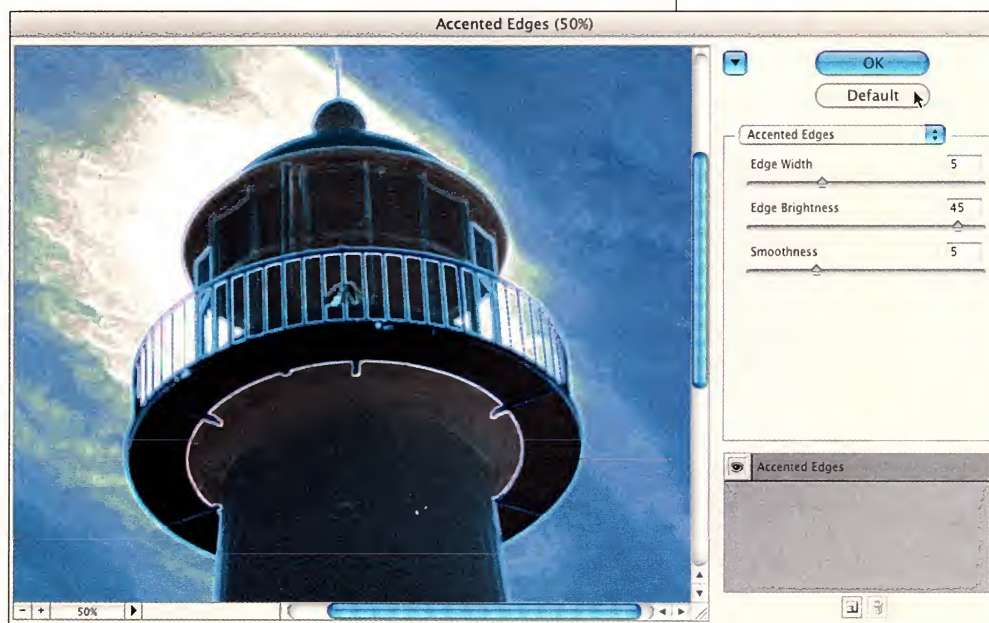 Accented Edges (50%)
OK
Default
Accented Edges
Edge Width 5
Edge Brightness 45
Smoothness 5
Accented Edges
- + 50%